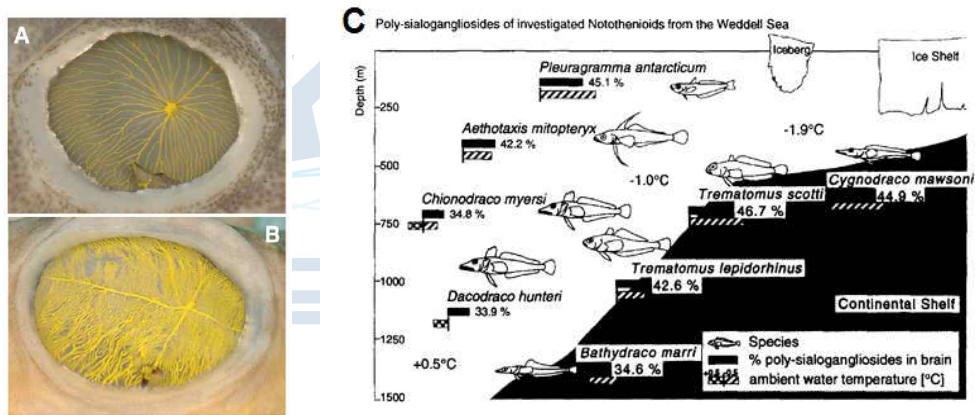 A
B
C Poly-sialogangliosides of investigated Notothenioids from the Weddell Sea
Depth (m)
Iceberg
Ice Shelf
Pleuragramma antarcticum
45.1 %
-250
Aethotaxis mitopteryx
42.2 %
-1.9°C
-500
-1.0°C
Cygnodraco mawsoni
44.9 %
Trematomus scotti
46.7 %
Chionodraco myersi
34.8 %
-750
-1000
Trematomus lepidorhinus
42.6 %
Dacodraco hunteri
33.9 %
Continental Shelf
-1250
+0.5°C
Bathydraco marri
34.6 %
Species
% poly-sialogangliosides in brain
ambient water temperature [°C]
-1500